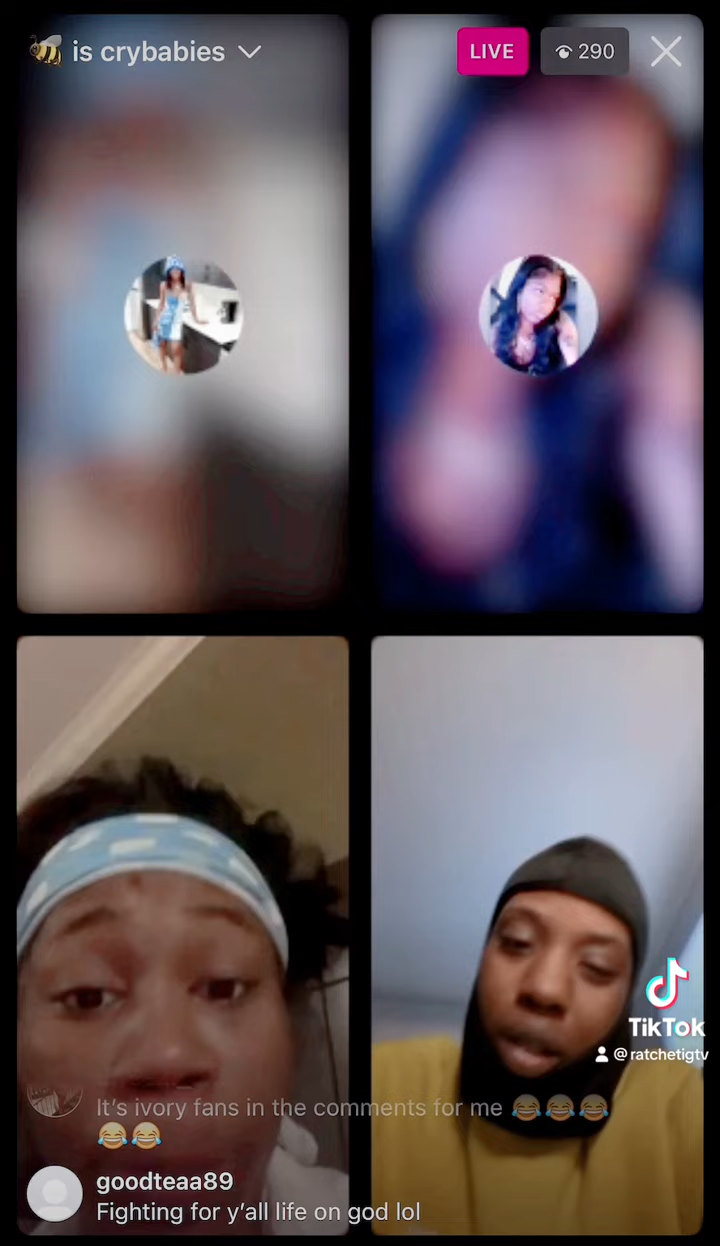 🐝 is crybabies
LIVE
290
TikTok
@ratchetigtv
It’s ivory fans in the comments for me 😂😂😂
😂😂
goodteaa89
Fighting for y’all life on god lol